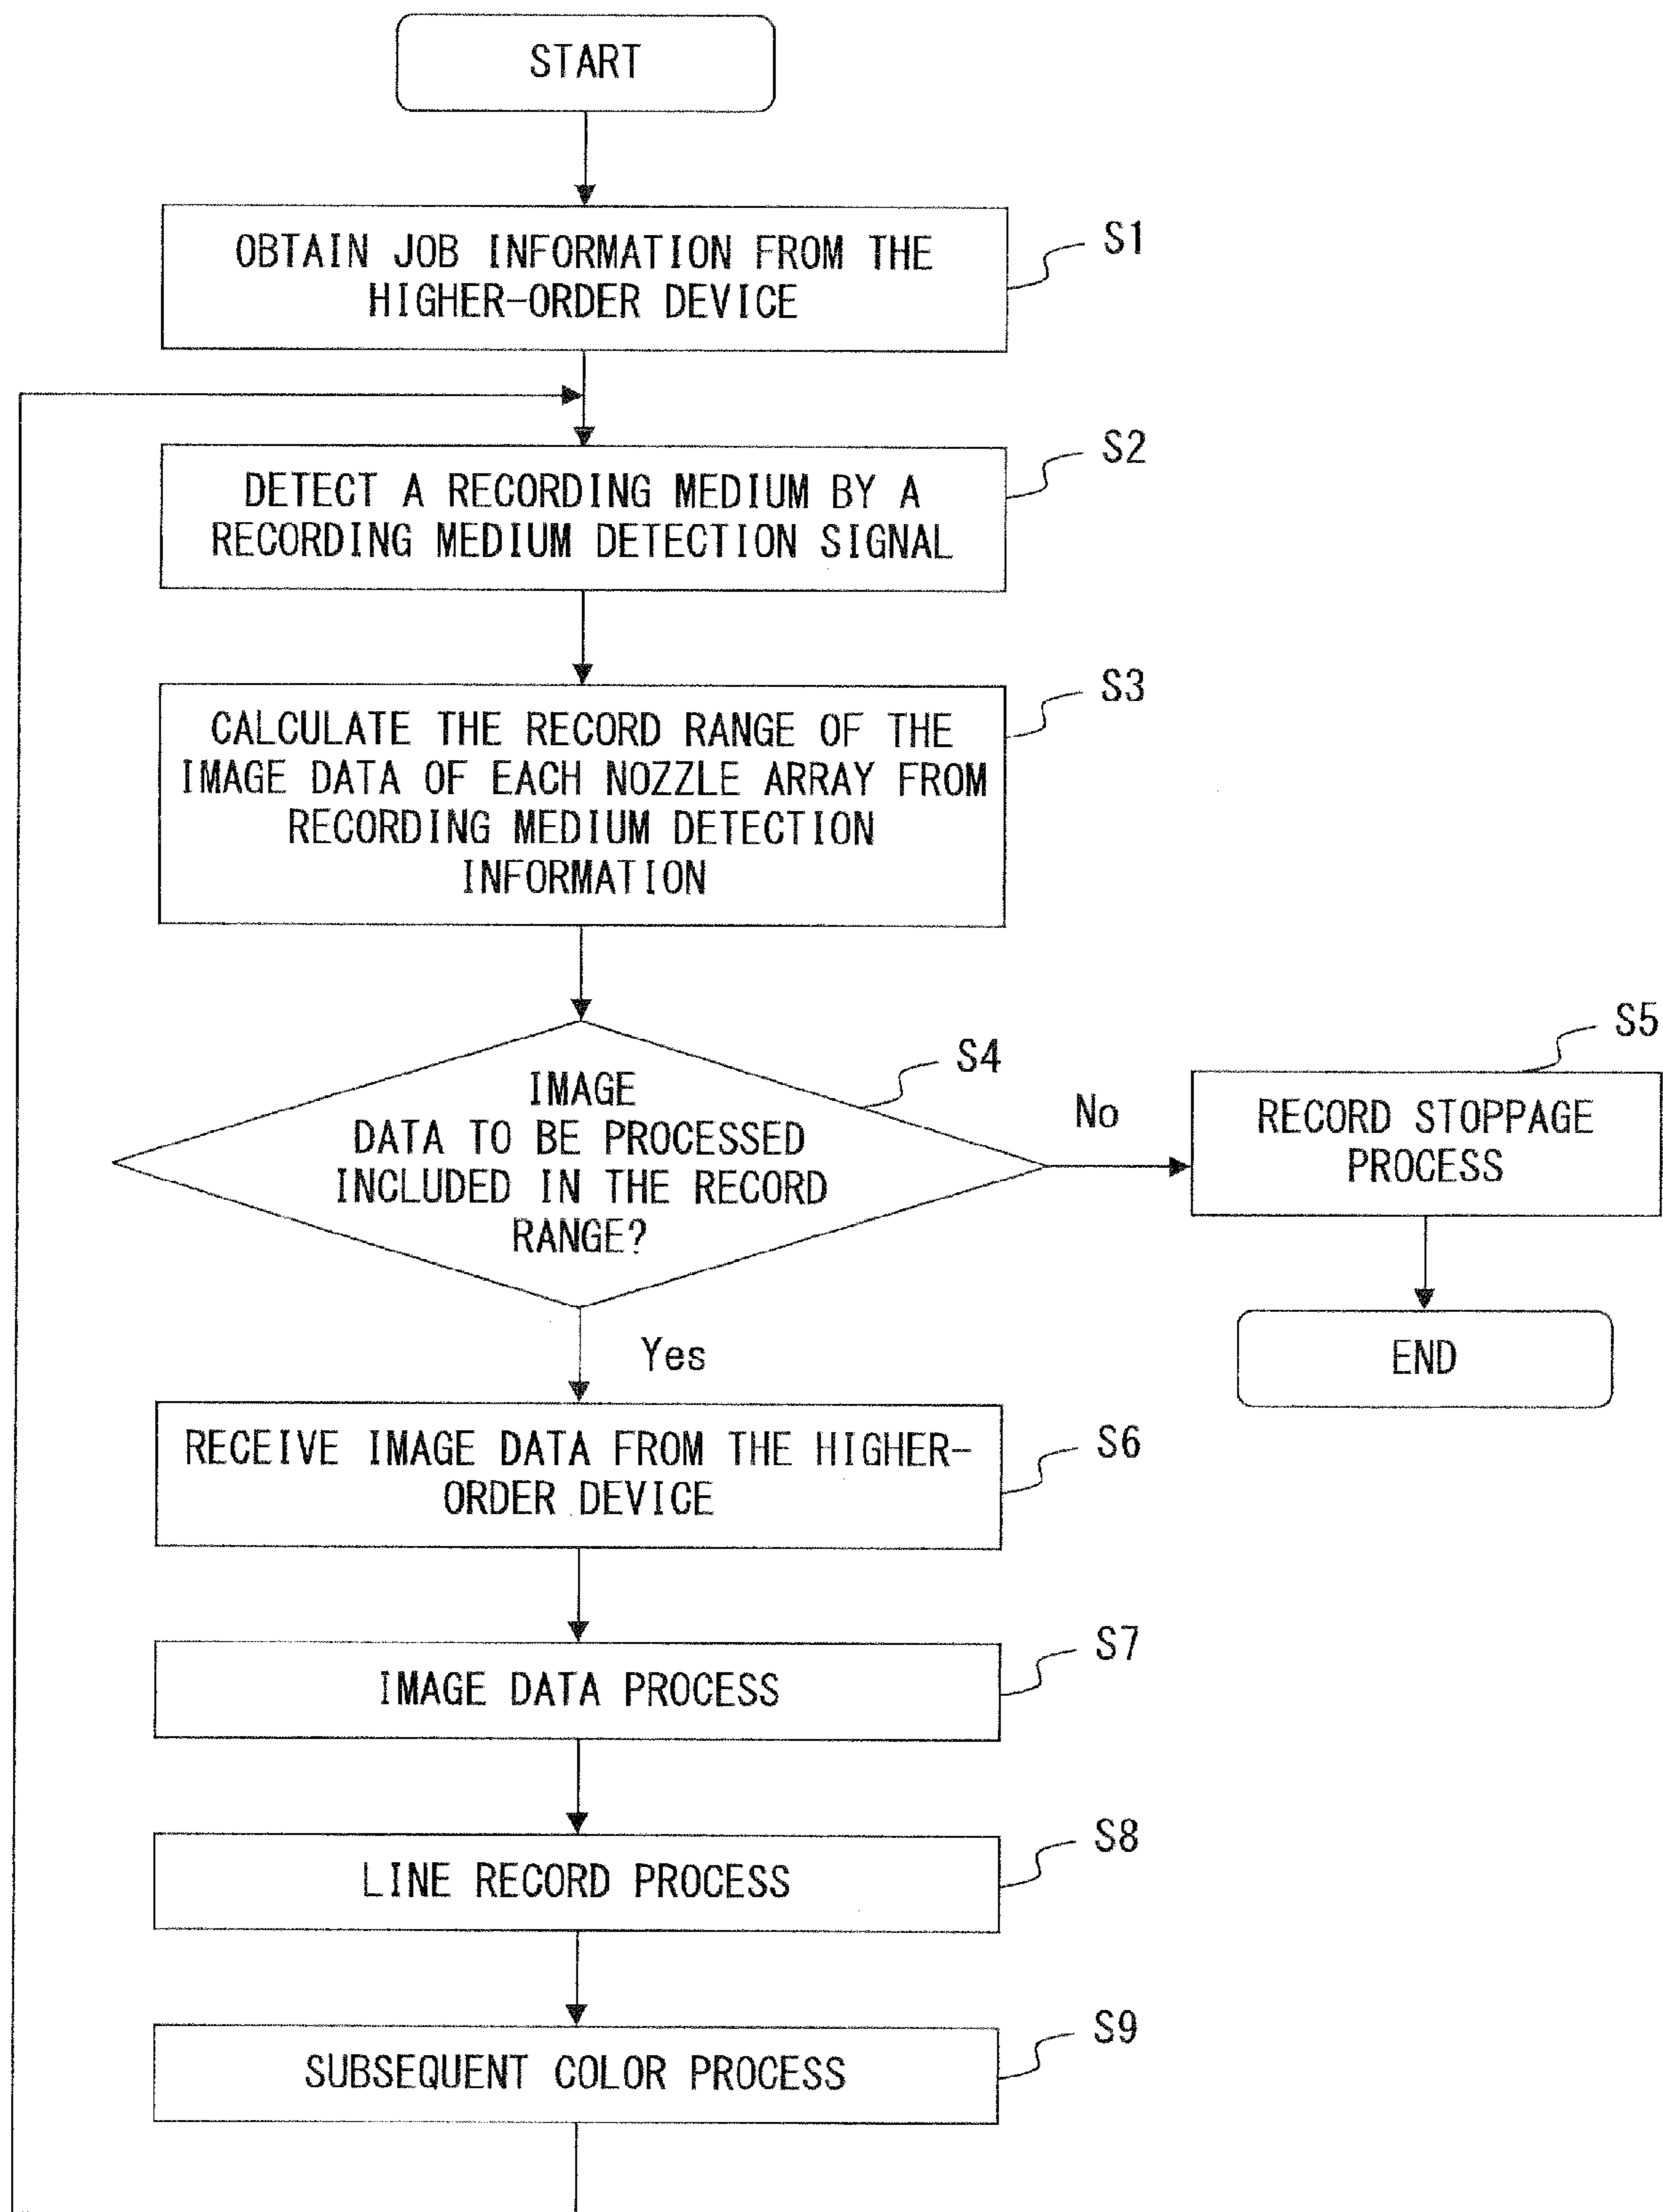 START
OBTAIN JOB INFORMATION FROM THE
HIGHER-ORDER DEVICE
S1
DETECT A RECORDING MEDIUM BY A
RECORDING MEDIUM DETECTION SIGNAL
S2
CALCULATE THE RECORD RANGE OF THE
IMAGE DATA OF EACH NOZZLE ARRAY FROM
RECORDING MEDIUM DETECTION
INFORMATION
S3
IMAGE
DATA TO BE PROCESSED
INCLUDED IN THE RECORD
RANGE?
S4
No
RECORD STOPPAGE
PROCESS
S5
END
Yes
RECEIVE IMAGE DATA FROM THE HIGHER-
ORDER DEVICE
S6
IMAGE DATA PROCESS
S7
LINE RECORD PROCESS
S8
SUBSEQUENT COLOR PROCESS
S9